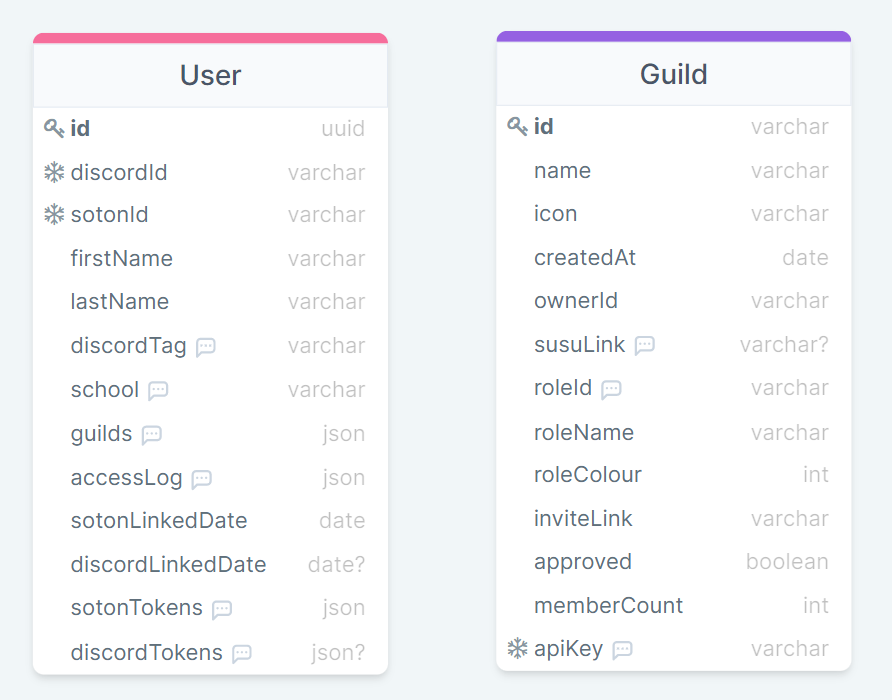 User
id uuid
discordId varchar
sotonId varchar
firstName varchar
lastName varchar
discordTag varchar
school varchar
guilds json
accessLog json
sotonLinkedDate date
discordLinkedDate date?
sotonTokens json
discordTokens json?
Guild
id varchar
name varchar
icon varchar
createdAt date
ownerId varchar
susuLink varchar?
roleId varchar
roleName varchar
roleColour int
inviteLink varchar
approved boolean
memberCount int
apiKey varchar